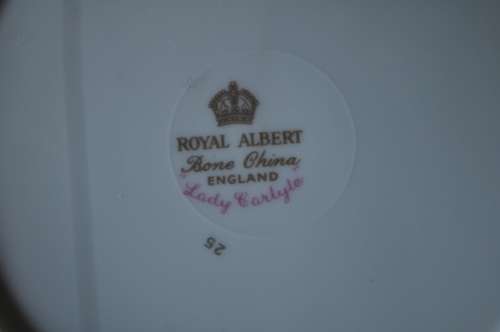 ROYAL ALBERT
Bone China
ENGLAND
"Lady Carlyle"
25